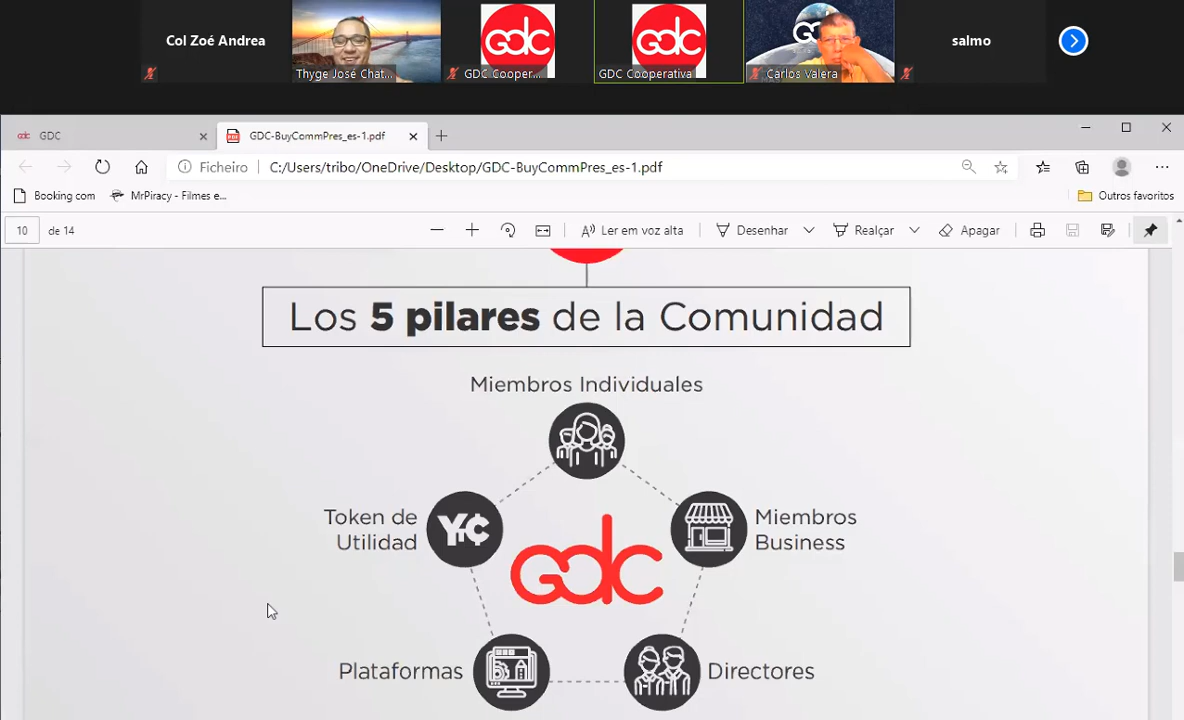 Col Zoé Andrea
Thyge José Chat...
gdc
GDC Cooper...
gdc
GDC Cooperativa
Carlos Valera
salmo
gdc GDC
GDC-BuyCommPres_es-1.pdf
Ficheiro
C:/Users/tribo/OneDrive/Desktop/GDC-BuyCommPres_es-1.pdf
Booking com
MrPiracy - Filmes e...
Outros favoritos
10 de 14
Ler em voz alta
Desenhar
Realçar
Apagar
Los 5 pilares de la Comunidad
Miembros Individuales
Token de
Utilidad
Miembros
Business
gdc
Plataformas
Directores